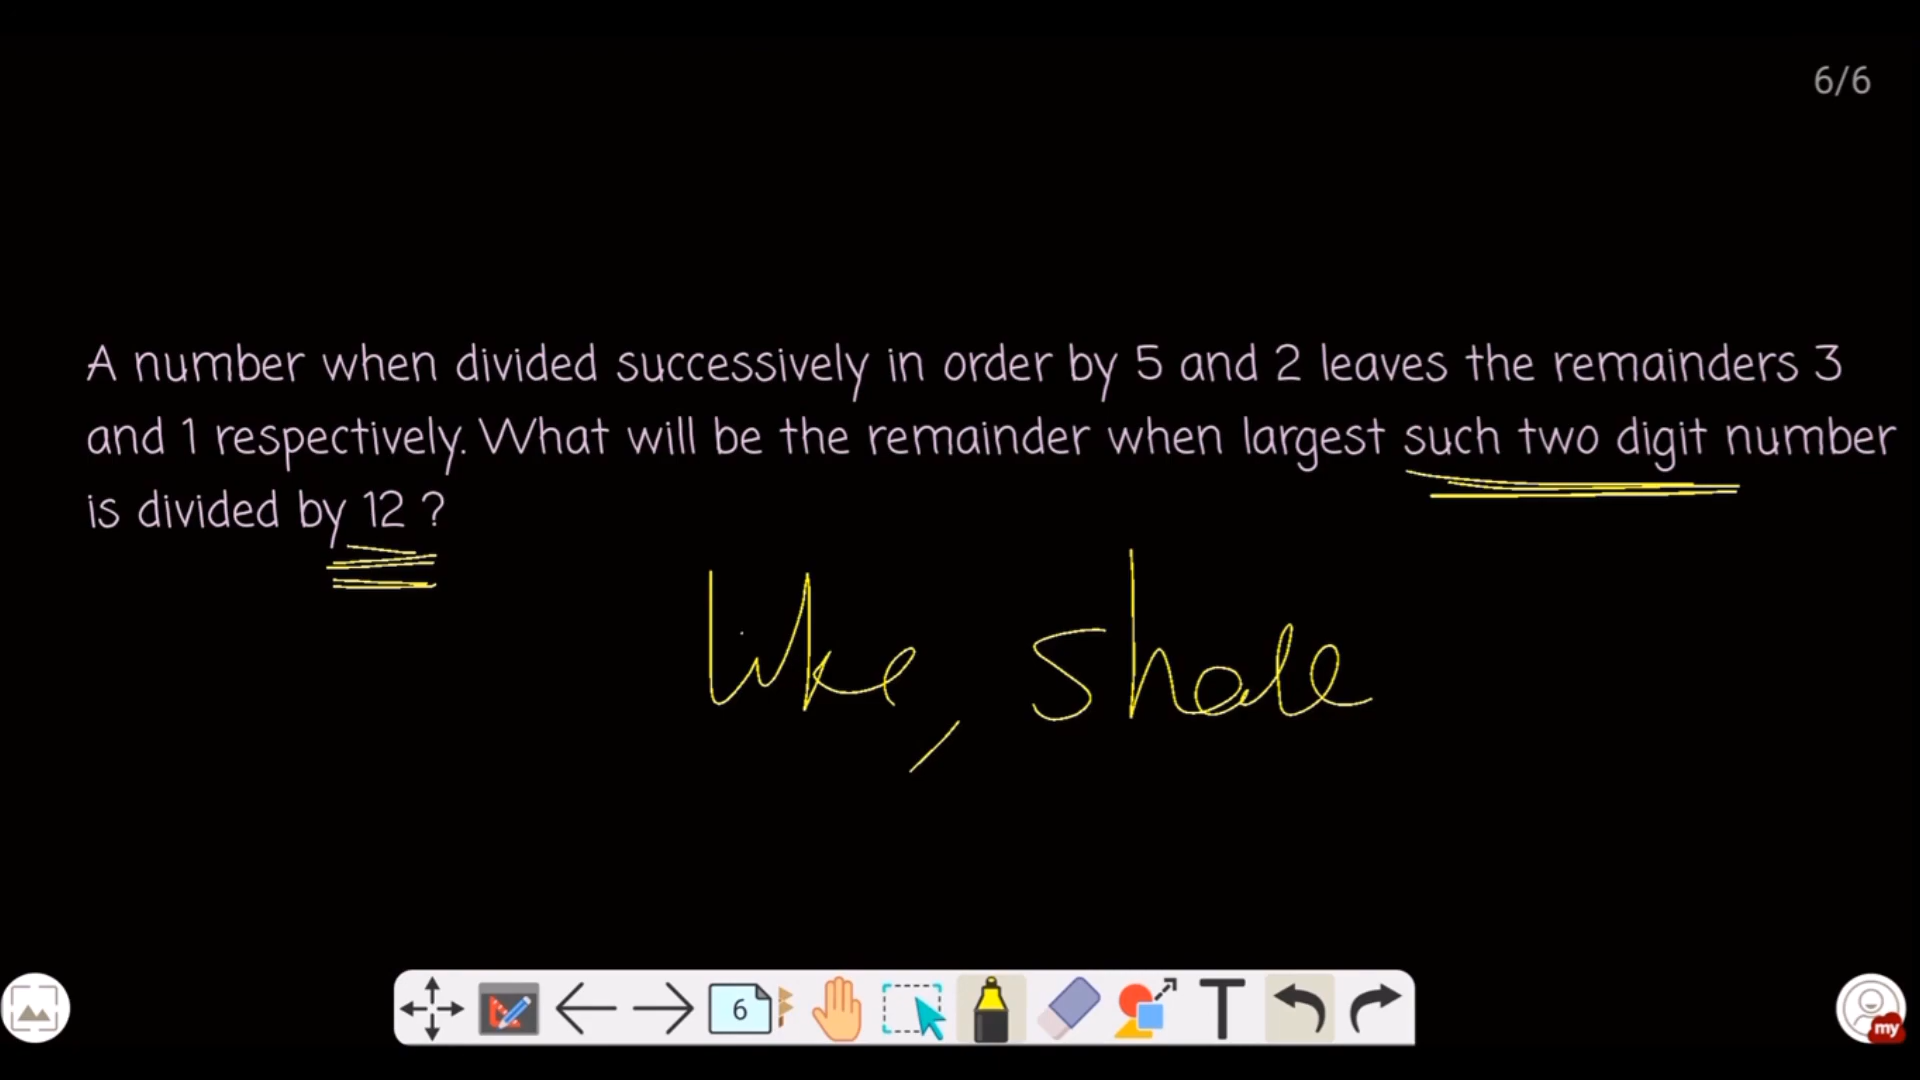 6/6
A number when divided successively in order by 5 and 2 leaves the remainders 3
and 1 respectively. What will be the remainder when largest such two digit number
is divided by 12 ?
like, share
6
T
my